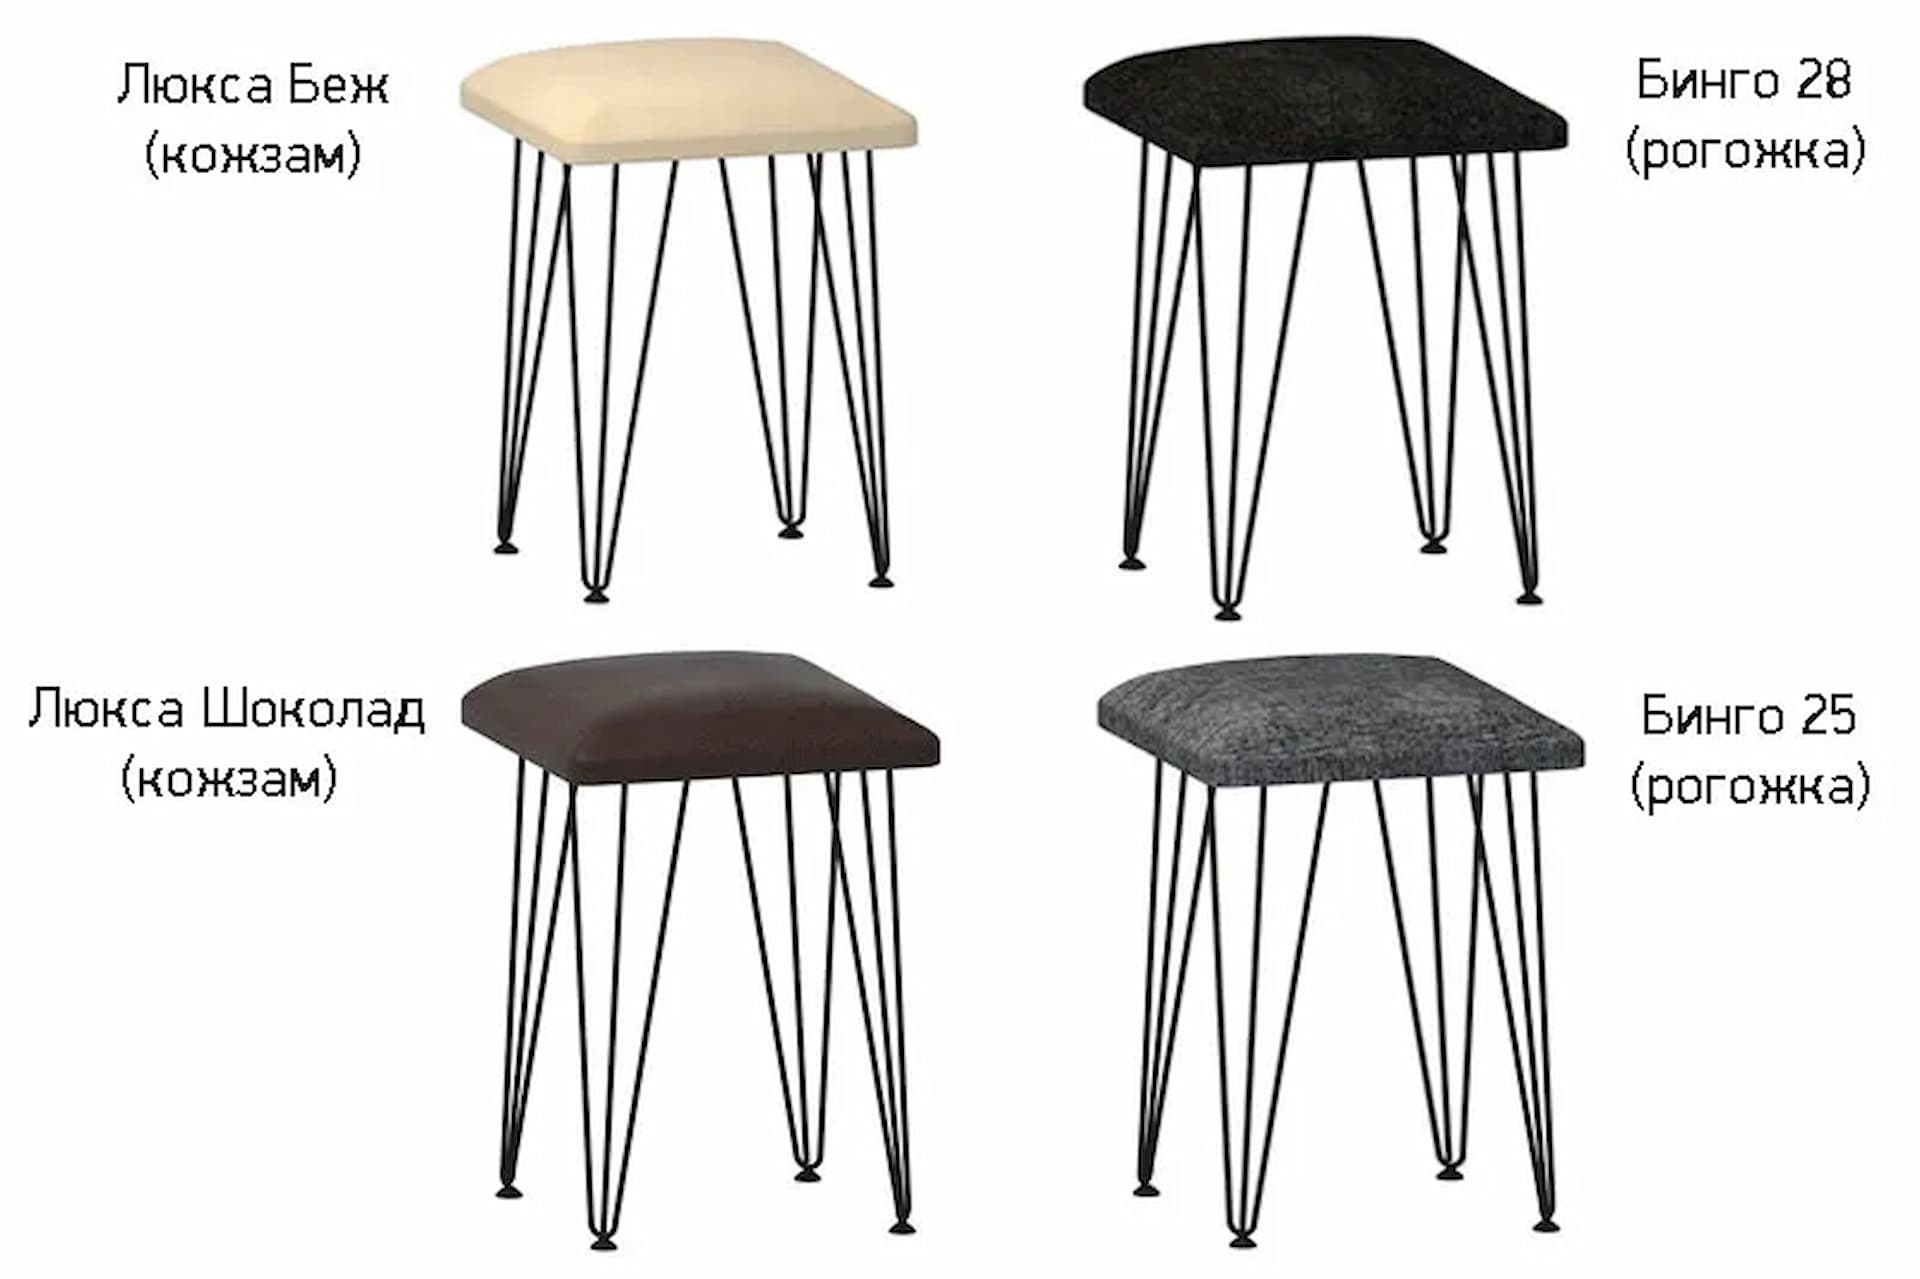 Люкса Беж
(кожзам)
Бинго 28
(рогожка)
Люкса Шоколад
(кожзам)
Бинго 25
(рогожка)